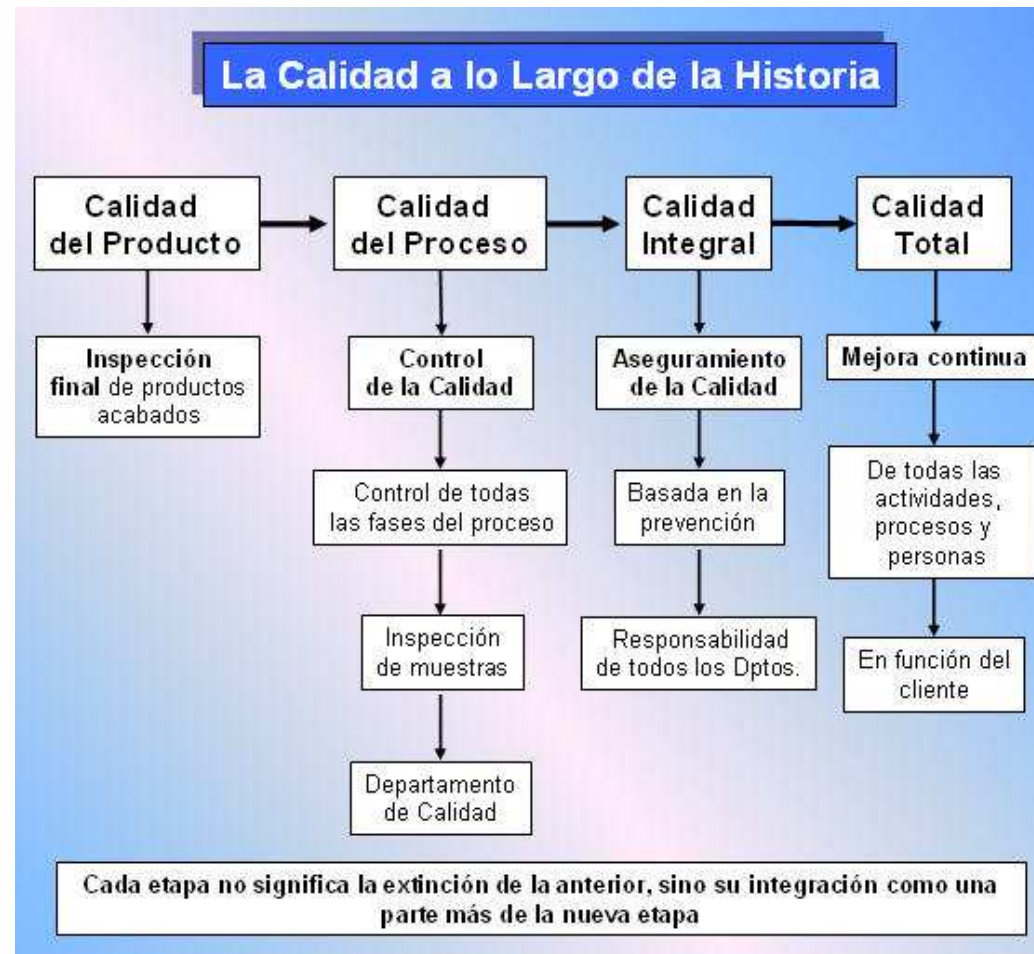 La Calidad a lo Largo de la Historia
Calidad
del Producto
Calidad
del Proceso
Calidad
Integral
Calidad
Total
Inspección
final de productos
acabados
Control
de la Calidad
Control de todas
las fases del proceso
Inspección
de muestras
Departamento
de Calidad
Aseguramiento
de la Calidad
Basada en la
prevención
Responsabilidad
de todos los Dptos.
Mejora continua
De todas las
actividades,
procesos y
personas
En función del
cliente
Cada etapa no significa la extinción de la anterior, sino su integración como una
parte más de la nueva etapa